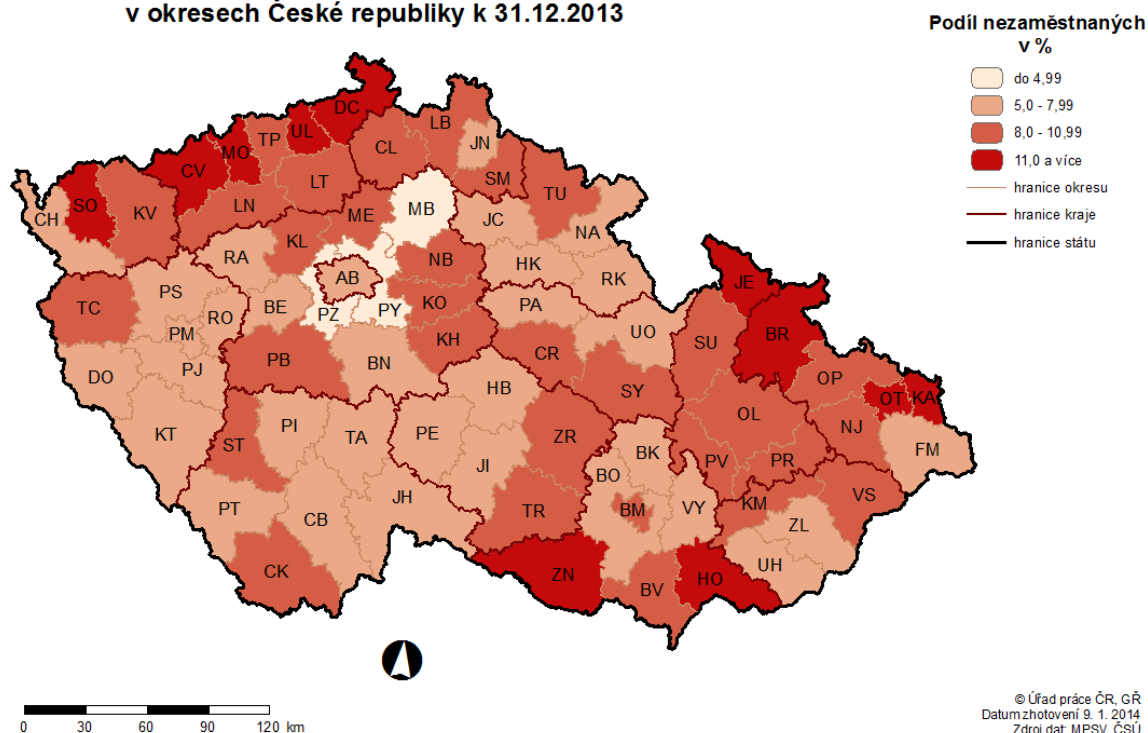 v okresech České republiky k 31.12.2013
Podíl nezaměstnaných
v %
do 4,99
5,0 - 7,99
8,0 - 10,99
11,0 a více
hranice okresu
hranice kraje
hranice státu
DC
LB
UL
TP
MO
JN
CL
CV
LT
SM
TU
SO
KV
LN
ME
MB
CH
JC
NA
KL
RA
NB
HK
AB
RK
JE
PS
KO
TC
BE
PZ
PY
PA
RO
PM
UO
BR
KH
SU
CR
PB
BN
PJ
DO
OP
HB
SY
OT
KA
OL
PI
TA
PE
ZR
NJ
KT
ST
FM
BK
JI
PV
PR
BO
JH
VS
KM
PT
VY
TR
BM
CB
ZL
UH
CK
ZN
HO
BV
0 30 60 90 120 km
© Úřad práce ČR, GŘ
Datum zhotovení 9. 1. 2014
Zdroj dat: MPSV, ČSÚ